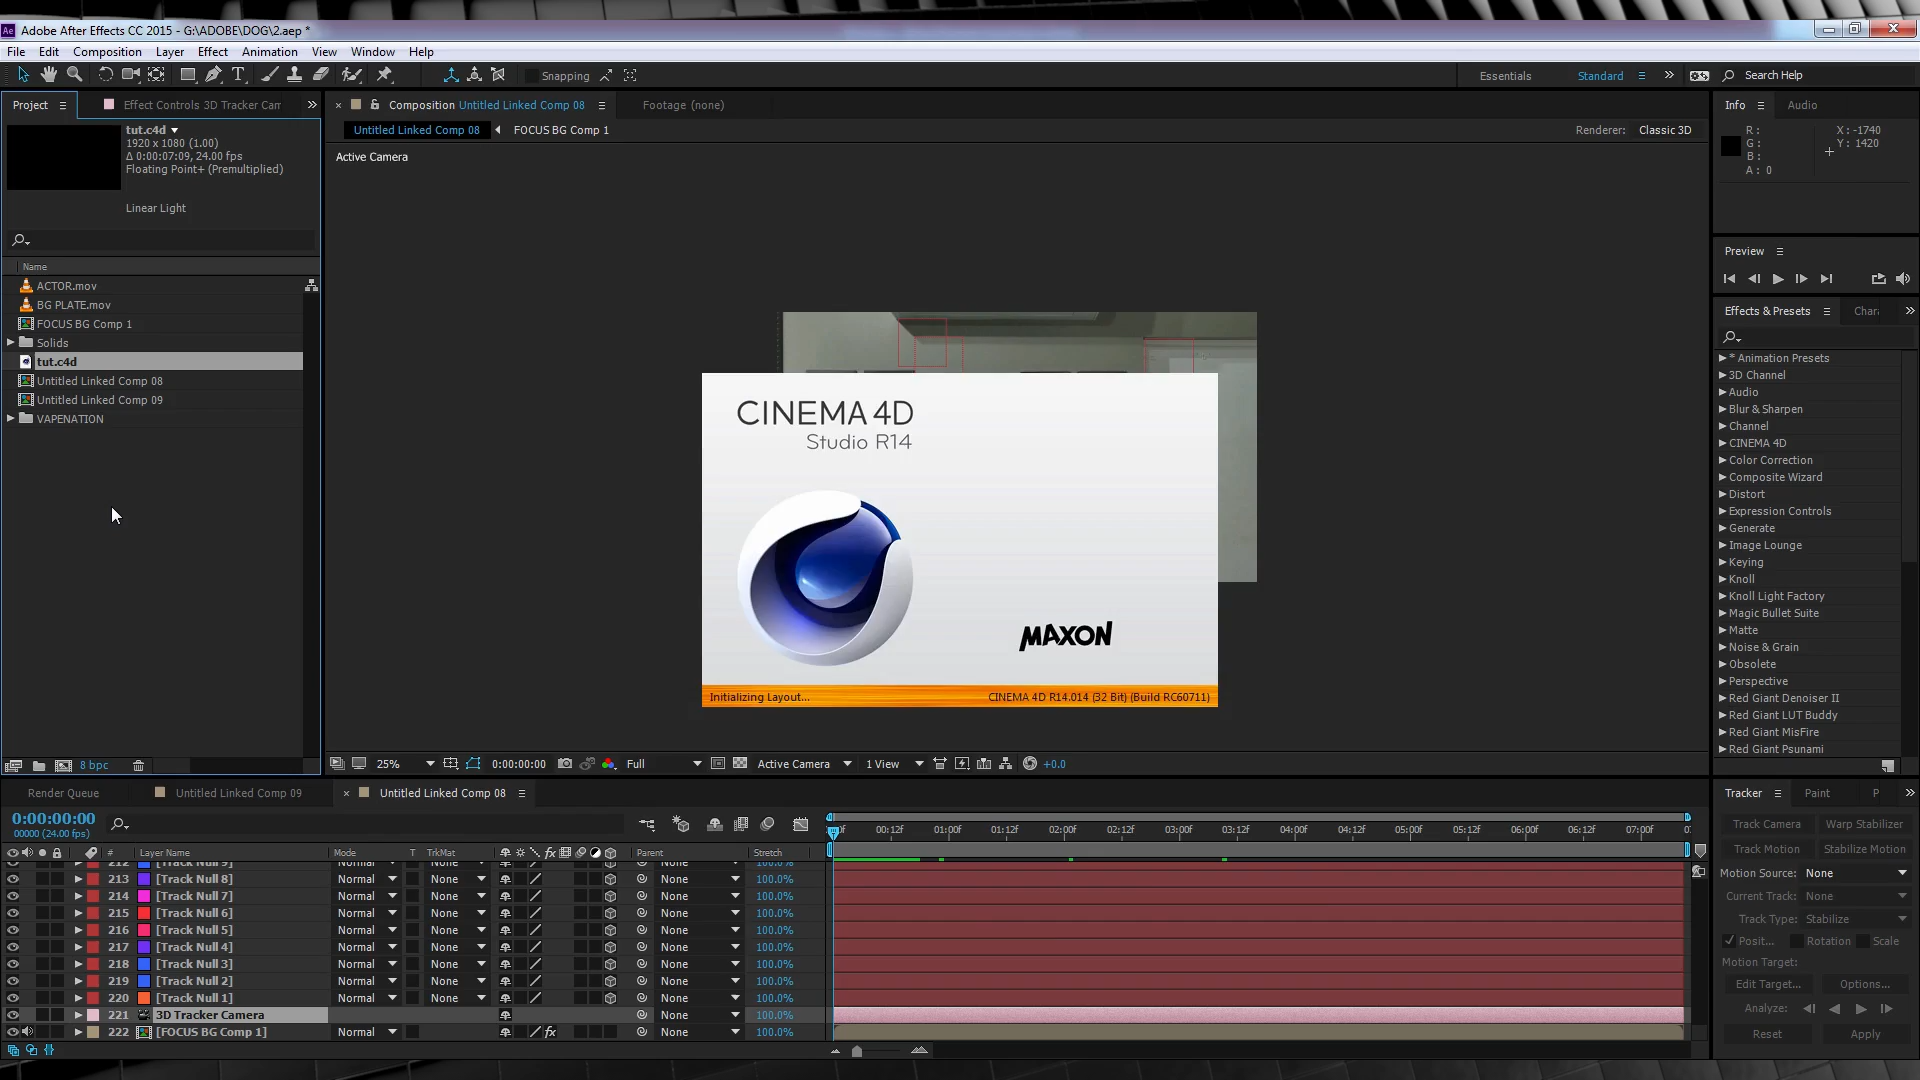 Adobe After Effects CC 2015 - G:\ADOBE\DOG\2.aep *
File Edit Composition Layer Effect Animation View Window Help
Snapping
Essentials Standard Search Help
Project Effect Controls 3D Tracker Cam
tut.c4d
1920 x 1080 (1.00)
Δ 0:00:07:09, 24.00 fps
Floating Point+ (Premultiplied)
Linear Light
Name
ACTOR.mov
BG PLATE.mov
FOCUS BG Comp 1
Solids
tut.c4d
Untitled Linked Comp 08
Untitled Linked Comp 09
VAPENATION
8 bpc
Composition Untitled Linked Comp 08 Footage (none)
Untitled Linked Comp 08 FOCUS BG Comp 1
Renderer: Classic 3D
Active Camera
CINEMA 4D
Studio R14
MAXON
Initializing Layout... CINEMA 4D R14.014 (32 Bit) (Build RC60711)
25% 0:00:00:00 Full Active Camera 1 View +0.0
Info Audio
R: X: -1740
G: Y: 1420
B:
A: 0
Preview
Effects & Presets Chara
* Animation Presets
3D Channel
Audio
Blur & Sharpen
Channel
CINEMA 4D
Color Correction
Composite Wizard
Distort
Expression Controls
Generate
Image Lounge
Keying
Knoll
Knoll Light Factory
Magic Bullet Suite
Matte
Noise & Grain
Obsolete
Perspective
Red Giant Denoiser II
Red Giant LUT Buddy
Red Giant MisFire
Red Giant Psunami
Render Queue Untitled Linked Comp 09 Untitled Linked Comp 08
0:00:00:00
00000 (24.00 fps)
00:12f 01:00f 01:12f 02:00f 02:12f 03:00f 03:12f 04:00f 04:12f 05:00f 05:12f 06:00f 06:12f 07:00f
# Layer Name Mode T TrkMat Parent Stretch
213 [Track Null 8] Normal None None 100.0%
214 [Track Null 7] Normal None None 100.0%
215 [Track Null 6] Normal None None 100.0%
216 [Track Null 5] Normal None None 100.0%
217 [Track Null 4] Normal None None 100.0%
218 [Track Null 3] Normal None None 100.0%
219 [Track Null 2] Normal None None 100.0%
220 [Track Null 1] Normal None None 100.0%
221 3D Tracker Camera None 100.0%
222 [FOCUS BG Comp 1] Normal None 100.0%
Tracker Paint P
Track Camera Warp Stabilizer
Track Motion Stabilize Motion
Motion Source: None
Current Track: None
Track Type: Stabilize
Posit... Rotation Scale
Motion Target:
Edit Target... Options...
Analyze:
Reset Apply